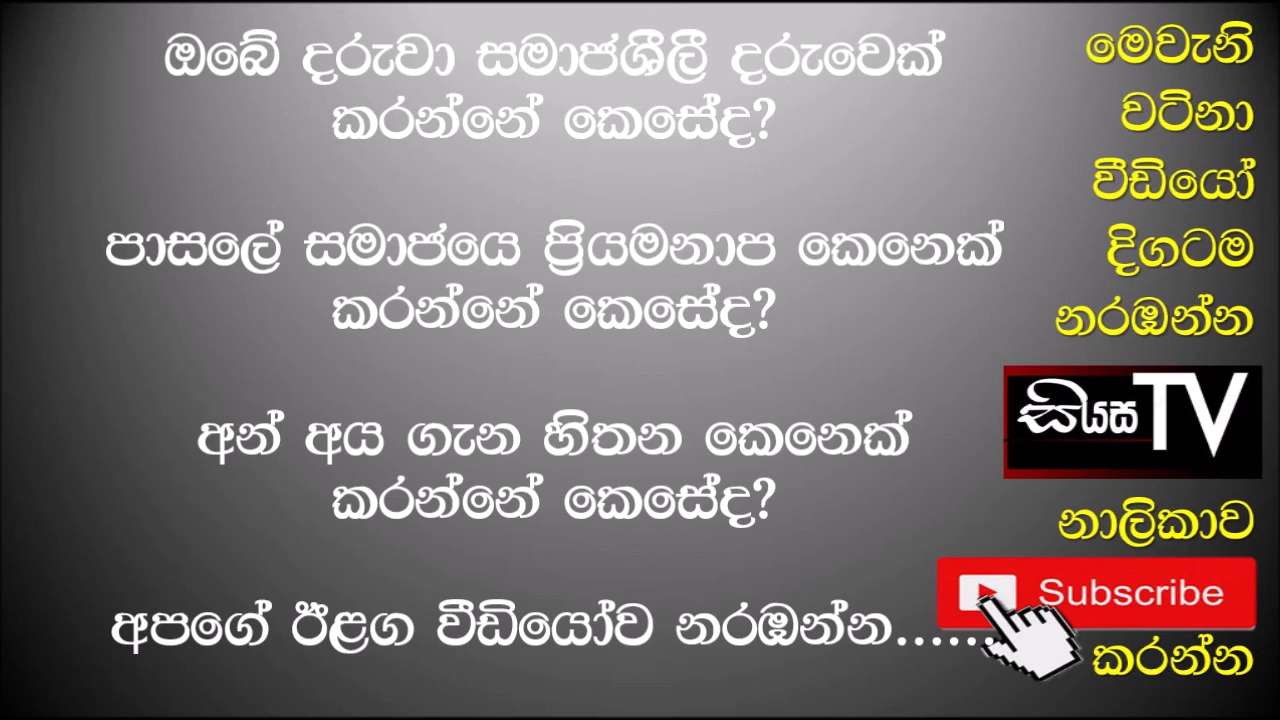 ඔබේ දරුවා සමාජශීලී දරුවෙක්
කරන්නේ කෙසේද?
පාසලේ සමාජයෙ ප්‍රියමනාප කෙනෙක්
කරන්නේ කෙසේද?
අන් අය ගැන හිතන කෙනෙක්
කරන්නේ කෙසේද?
අපගේ ඊළග වීඩියෝව නරඹන්න......
මෙවැනි
වටිනා
වීඩියෝ
දිගටම
නරඹන්න
සියස TV
නාලිකාව
Subscribe
කරන්න